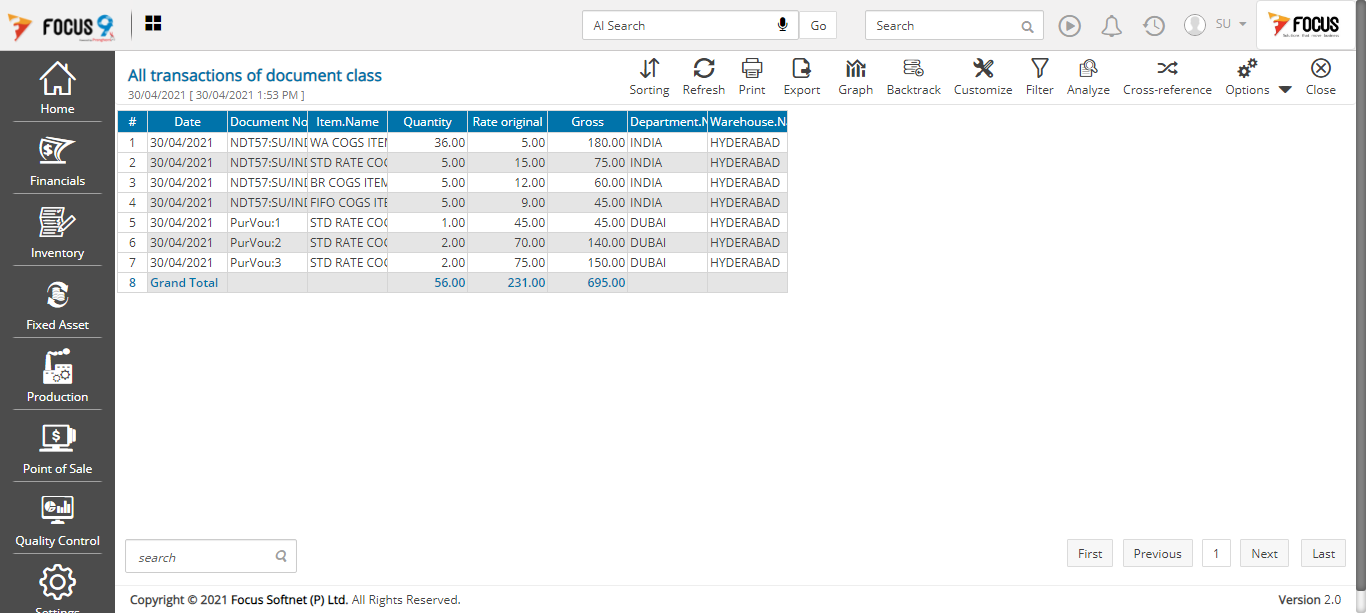 FOCUS 9
AI Search
Go
Search
SU
FOCUS
All transactions of document class
30/04/2021 [ 30/04/2021 1:53 PM ]
Sorting Refresh Print Export Graph Backtrack Customize Filter Analyze Cross-reference Options Close
Home
Financials
Inventory
Fixed Asset
Production
Point of Sale
Quality Control
Settings
# Date Document No Item.Name Quantity Rate original Gross Department.N Warehouse.Na
1 30/04/2021 NDT57:SU/IND WA COGS ITEM 36.00 5.00 180.00 INDIA HYDERABAD
2 30/04/2021 NDT57:SU/IND STD RATE COG 5.00 15.00 75.00 INDIA HYDERABAD
3 30/04/2021 NDT57:SU/IND BR COGS ITEM 5.00 12.00 60.00 INDIA HYDERABAD
4 30/04/2021 NDT57:SU/IND FIFO COGS ITE 5.00 9.00 45.00 INDIA HYDERABAD
5 30/04/2021 PurVou:1 STD RATE COG 1.00 45.00 45.00 DUBAI HYDERABAD
6 30/04/2021 PurVou:2 STD RATE COG 2.00 70.00 140.00 DUBAI HYDERABAD
7 30/04/2021 PurVou:3 STD RATE COG 2.00 75.00 150.00 DUBAI HYDERABAD
8 Grand Total 56.00 231.00 695.00
search
First Previous 1 Next Last
Copyright © 2021 Focus Softnet (P) Ltd. All Rights Reserved.
Version 2.0